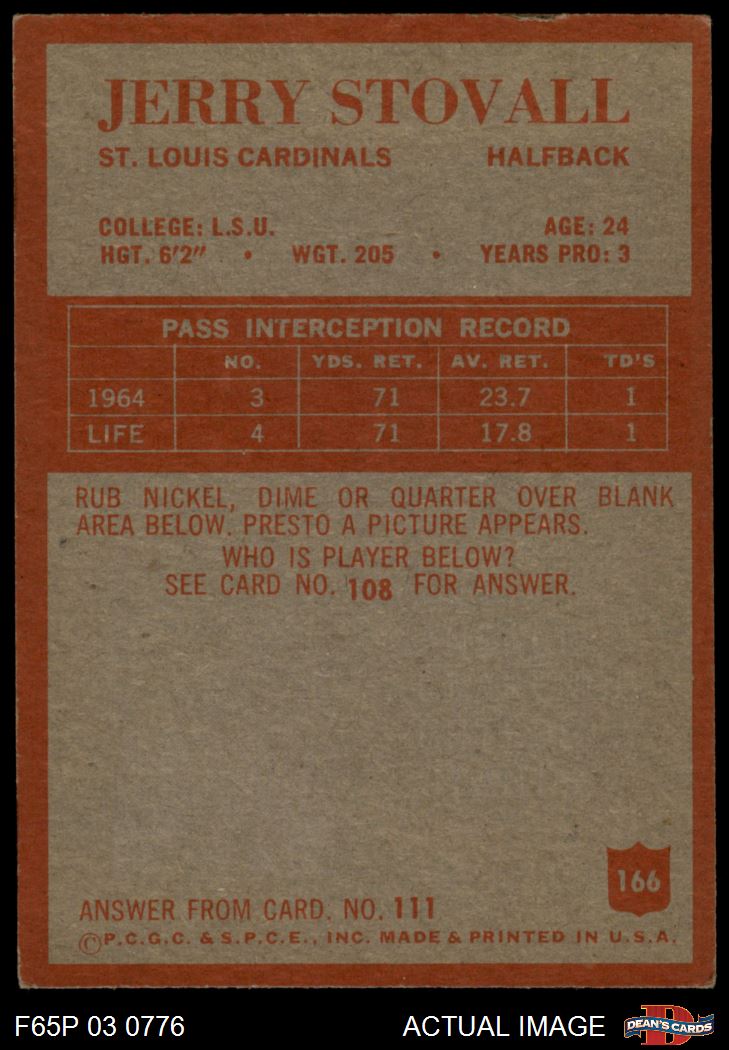 JERRY STOVALL
ST. LOUIS CARDINALS HALFBACK
COLLEGE: L.S.U. AGE: 24
HGT. 6'2" • WGT. 205 • YEARS PRO: 3
PASS INTERCEPTION RECORD
NO. YDS. RET. AV. RET. TD'S
1964 3 71 23.7 1
LIFE 4 71 17.8 1
RUB NICKEL, DIME OR QUARTER OVER BLANK
AREA BELOW. PRESTO A PICTURE APPEARS.
WHO IS PLAYER BELOW?
SEE CARD NO. 108 FOR ANSWER.
166
ANSWER FROM CARD. NO. 111
©P.C.G.C. & S.P.C.E., INC. MADE & PRINTED IN U.S.A.
F65P 03 0776 ACTUAL IMAGE
D
DEAN'S CARDS